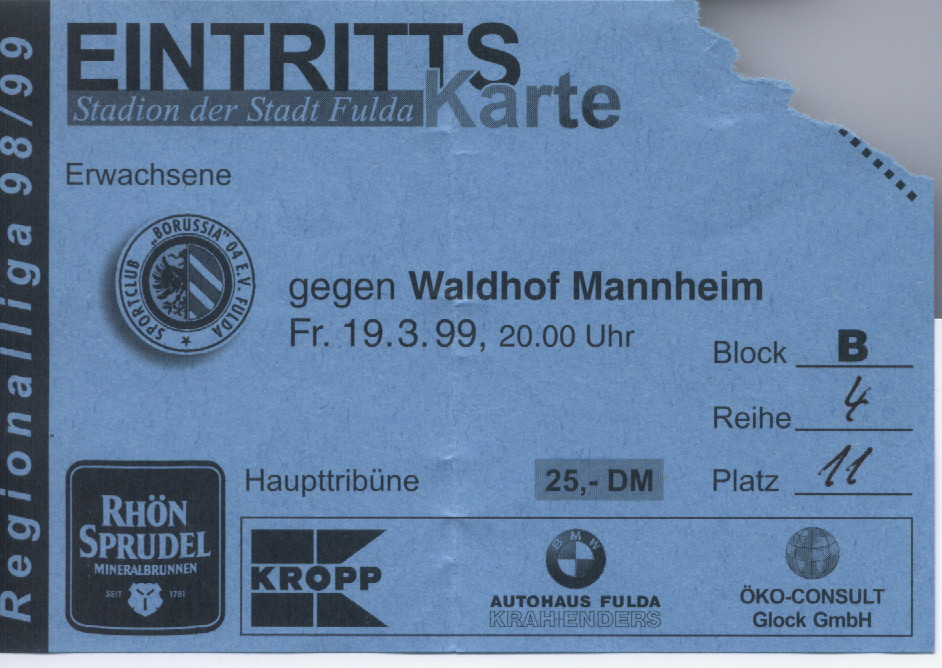 Regionalliga 98/99
EINTRITTS
Karte
Stadion der Stadt Fulda
Erwachsene
SPORTCLUB "BORUSSIA" 04 E.V. FULDA
gegen Waldhof Mannheim
Fr. 19.3.99, 20.00 Uhr
Block B
Reihe 4
Platz 11
Haupttribüne
25,- DM
RHÖN
SPRUDEL
MINERALBRUNNEN
SEIT 1781
KROPP
BMW
AUTOHAUS FULDA
KRAH+ENDERS
ÖKO-CONSULT
Glock GmbH